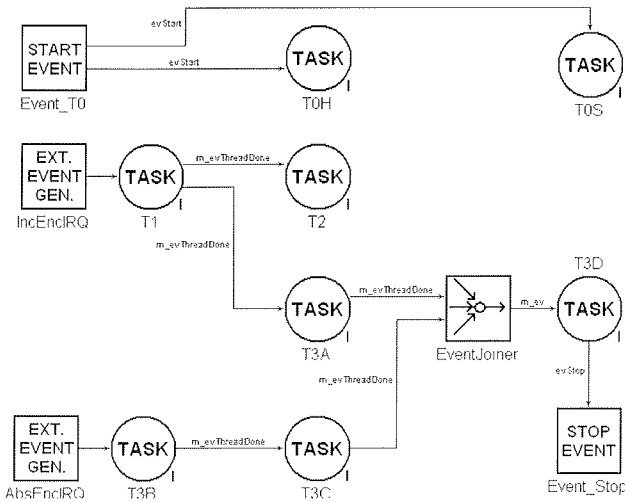 evStart
START
EVENT
Event_T0
evStart
TASK
T0H
TASK
T0S
EXT.
EVENT
GEN.
IncEncIRQ
TASK
T1
m_evThreadDone
TASK
T2
m_evThreadDone
TASK
T3A
m_evThreadDone
EventJoiner
m_ev
T3D
TASK
m_evThreadDone
evStop
EXT.
EVENT
GEN.
AbsEncIRQ
TASK
T3B
m_evThreadDone
TASK
T3C
STOP
EVENT
Event_Stop